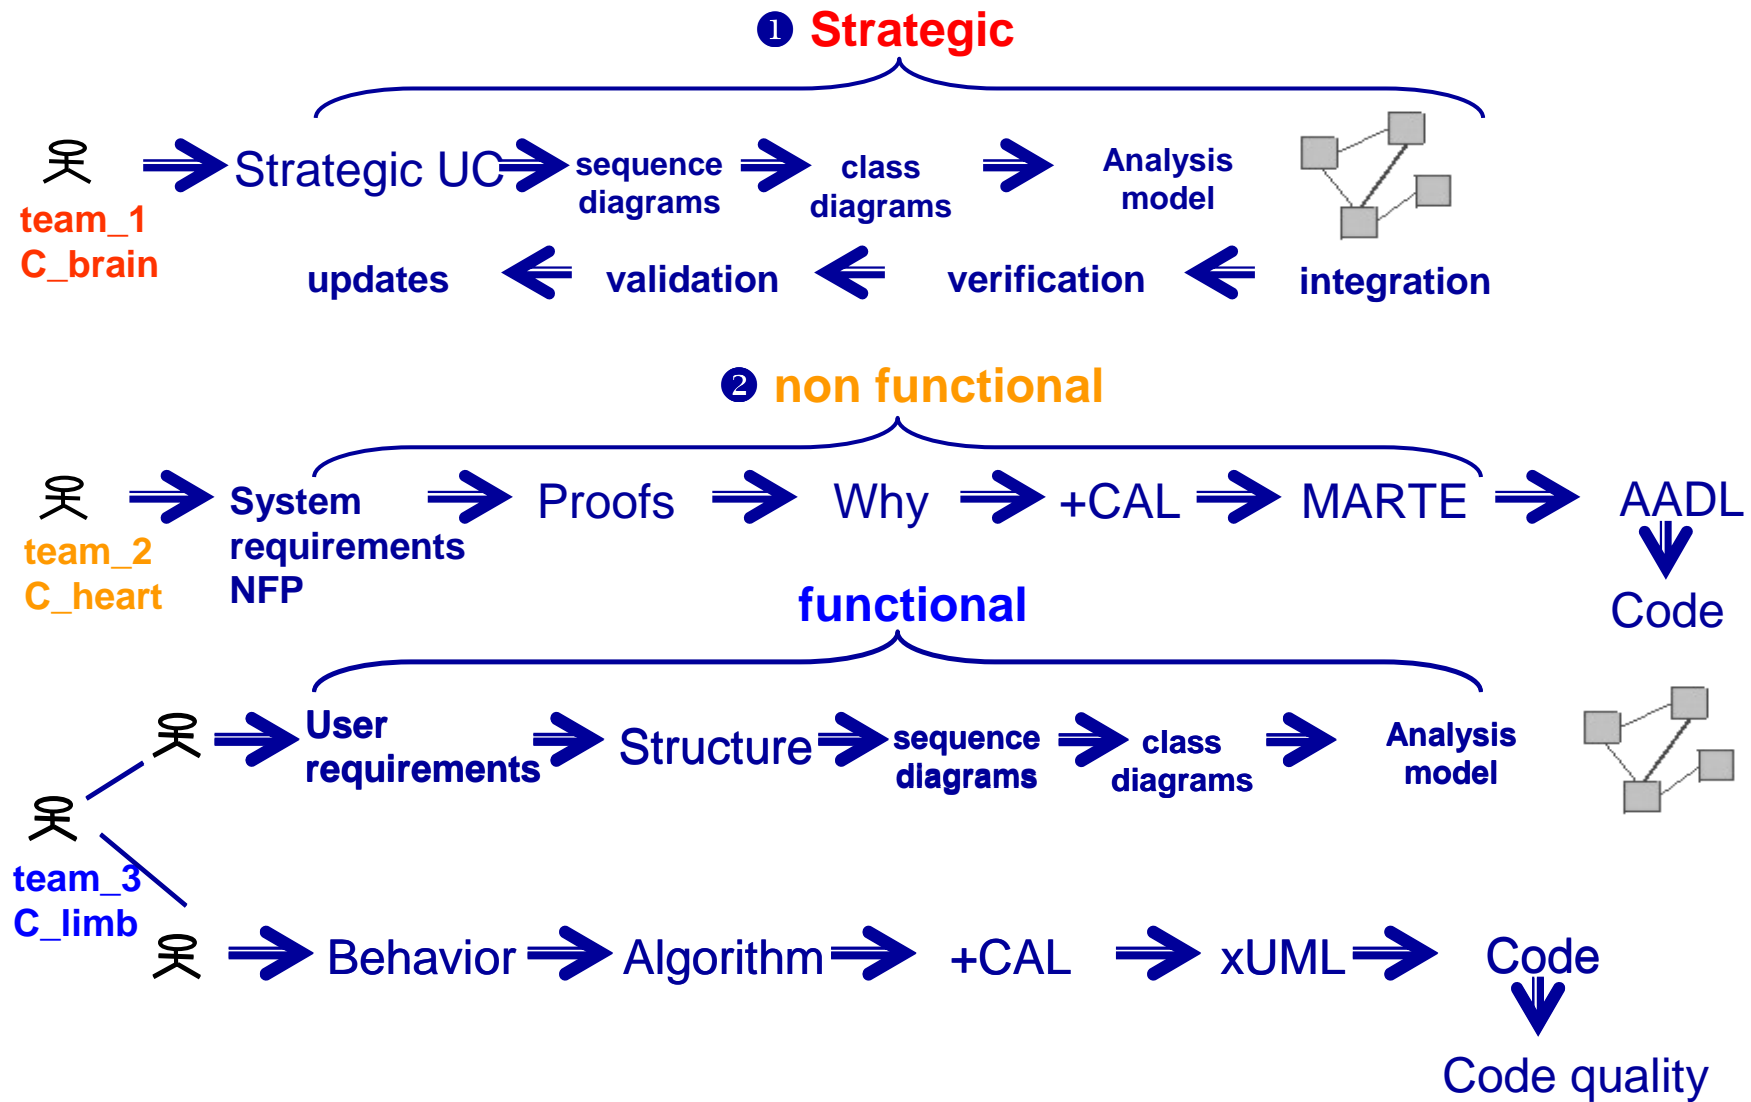 ❶ Strategic
team_1
C_brain
Strategic UC
sequence
diagrams
class
diagrams
Analysis
model
updates
validation
verification
integration
❷ non functional
team_2
C_heart
System
requirements
NFP
Proofs
Why
+CAL
MARTE
AADL
Code
functional
team_3
C_limb
User
requirements
Structure
sequence
diagrams
class
diagrams
Analysis
model
Behavior
Algorithm
+CAL
xUML
Code
Code quality